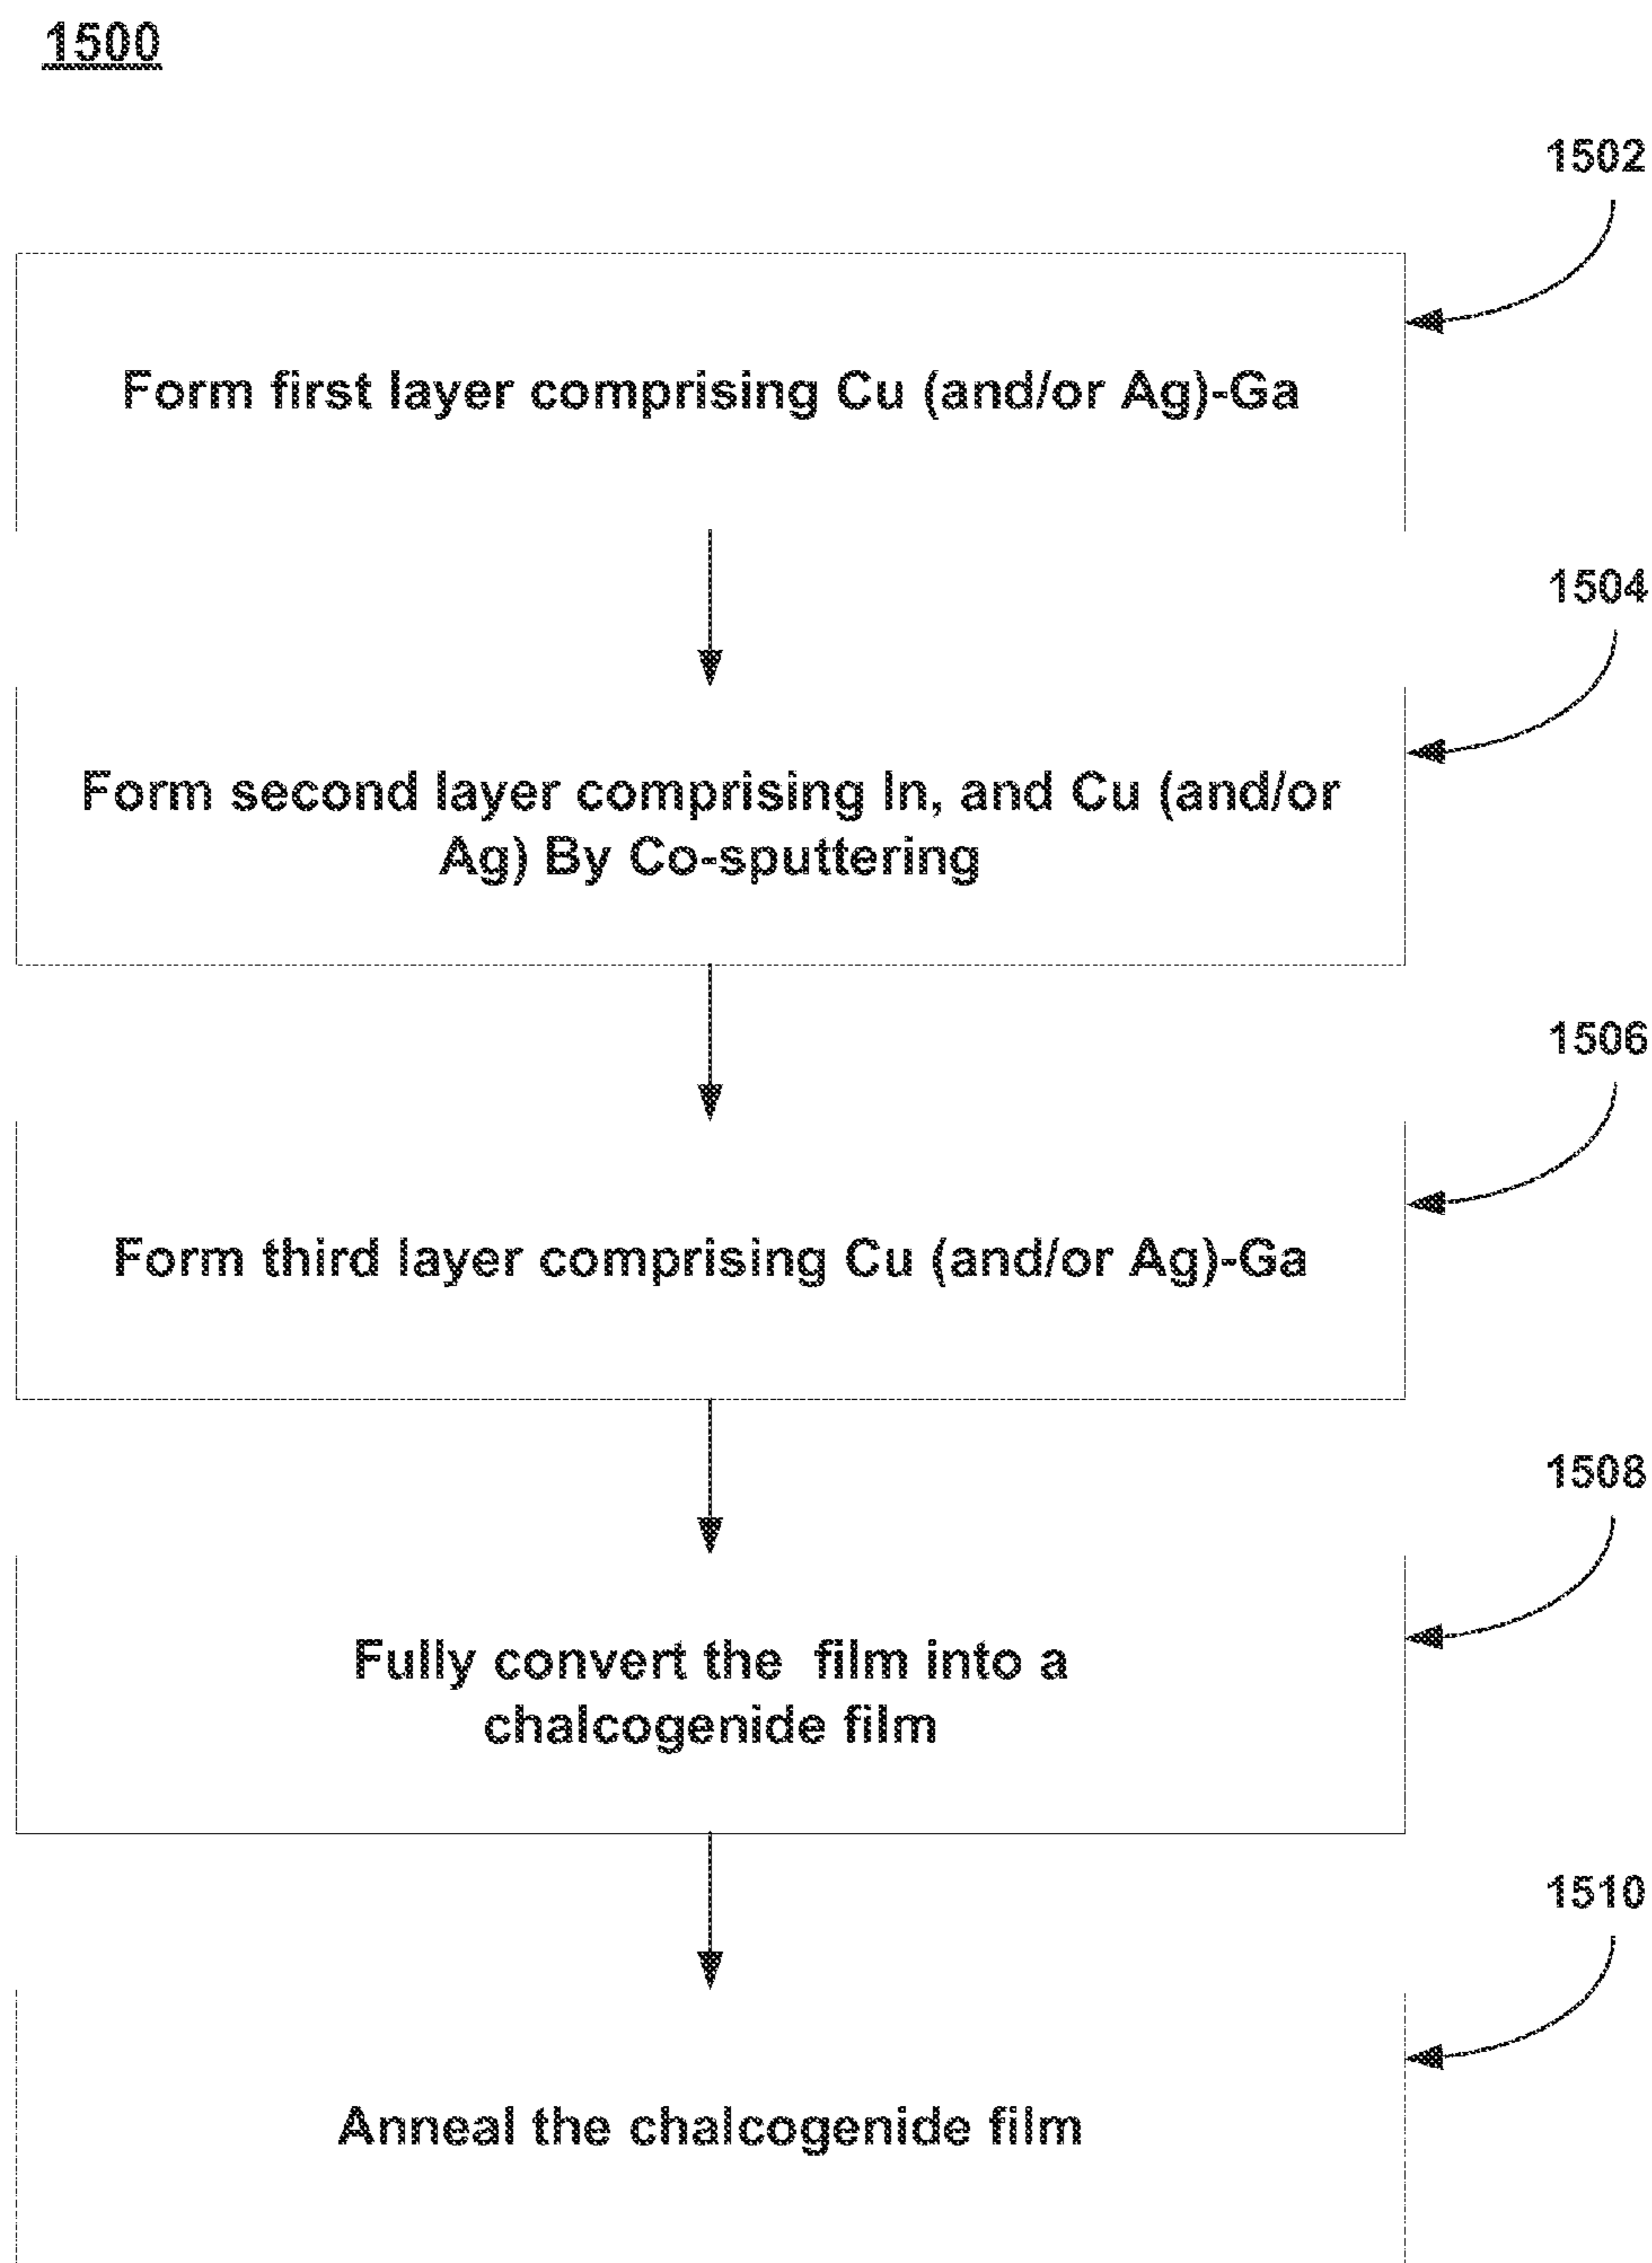 1500
1502
Form first layer comprising Cu (and/or Ag)-Ga
1504
Form second layer comprising In, and Cu (and/or
Ag) By Co-sputtering
1506
Form third layer comprising Cu (and/or Ag)-Ga
1508
Fully convert the film into a
chalcogenide film
1510
Anneal the chalcogenide film